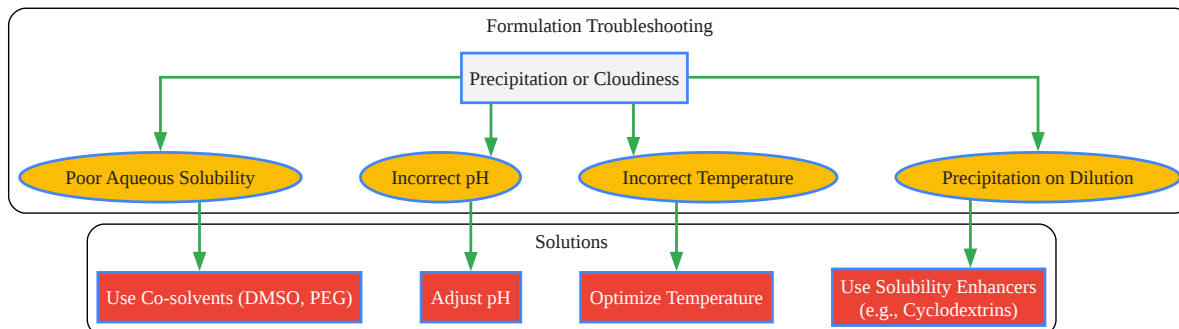 Formulation Troubleshooting
Precipitation or Cloudiness
Poor Aqueous Solubility
Incorrect pH
Incorrect Temperature
Precipitation on Dilution
Solutions
Use Co-solvents (DMSO, PEG)
Adjust pH
Optimize Temperature
Use Solubility Enhancers
(e.g., Cyclodextrins)